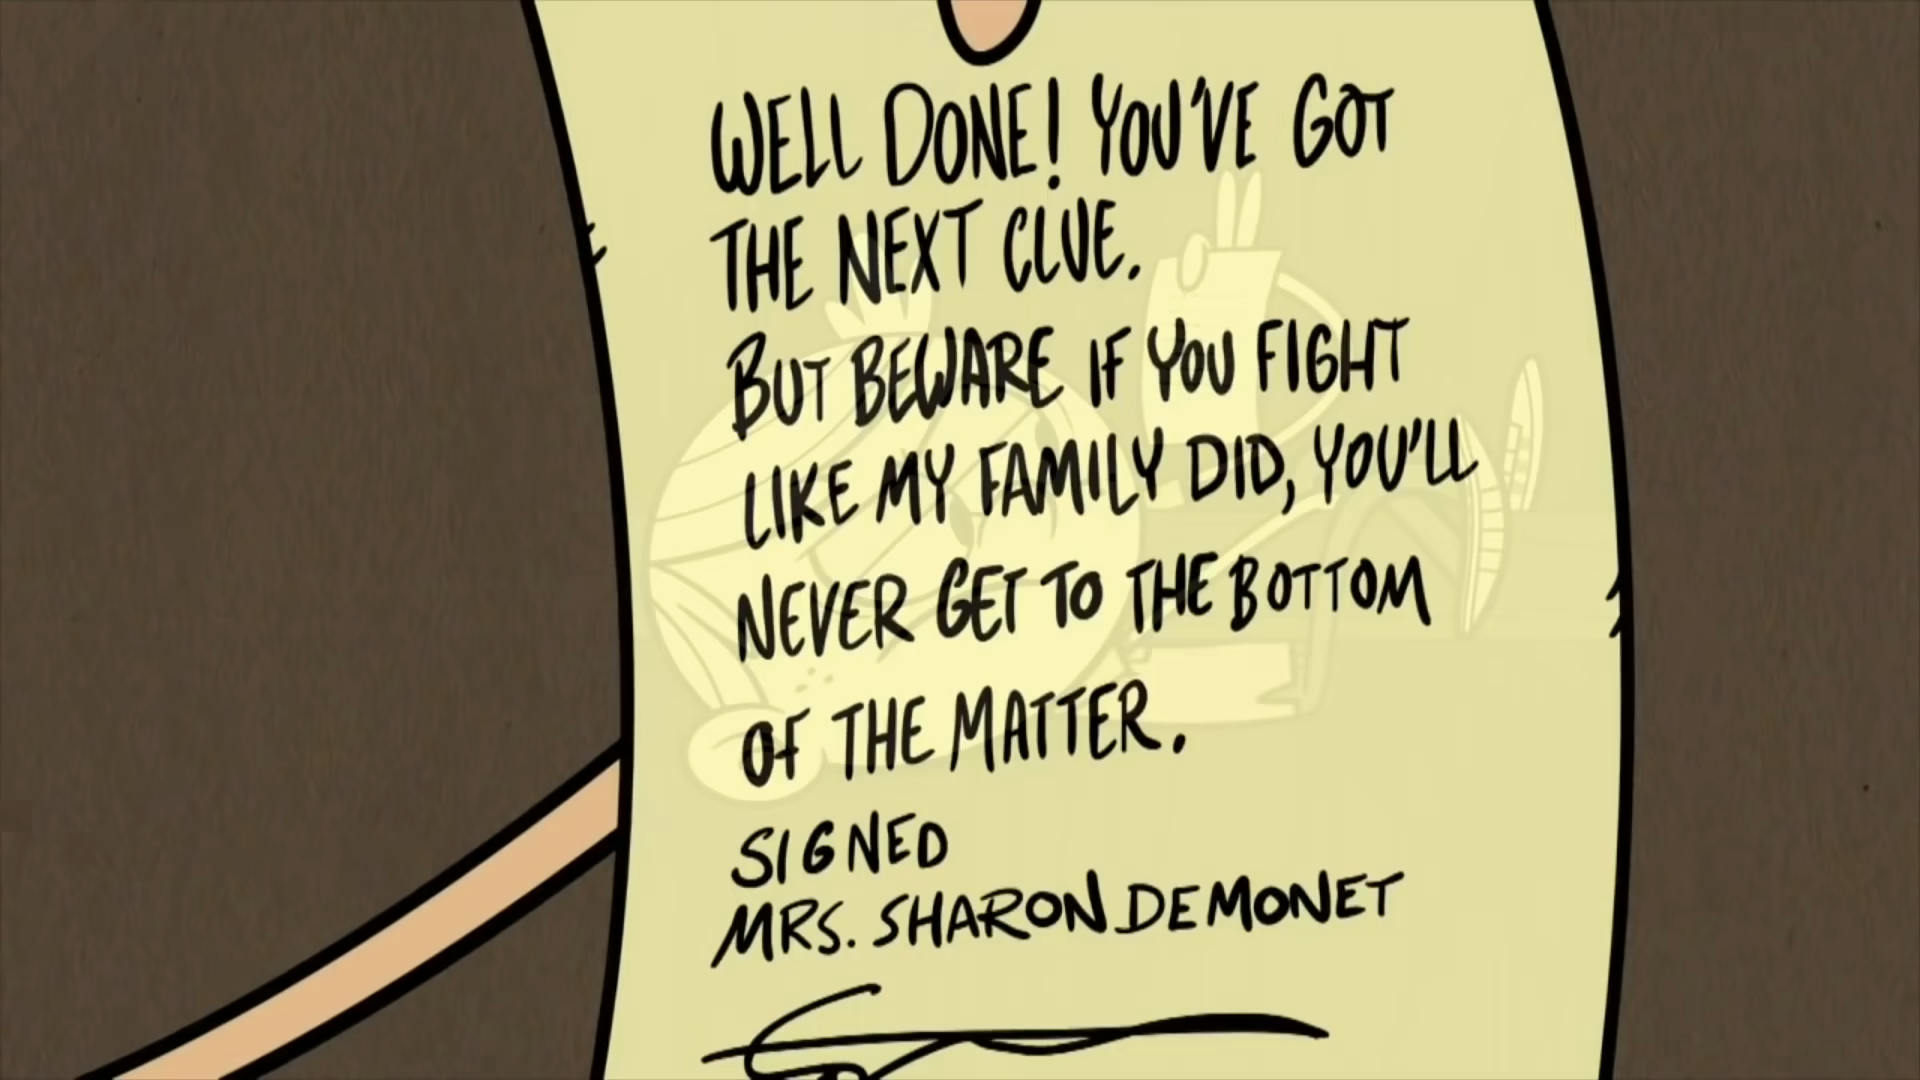 WELL DONE! YOU'VE GOT
THE NEXT CLUE.
BUT BEWARE IF YOU FIGHT
LIKE MY FAMILY DID, YOU'LL
NEVER GET TO THE BOTTOM
OF THE MATTER.
SIGNED
MRS. SHARON DEMONET